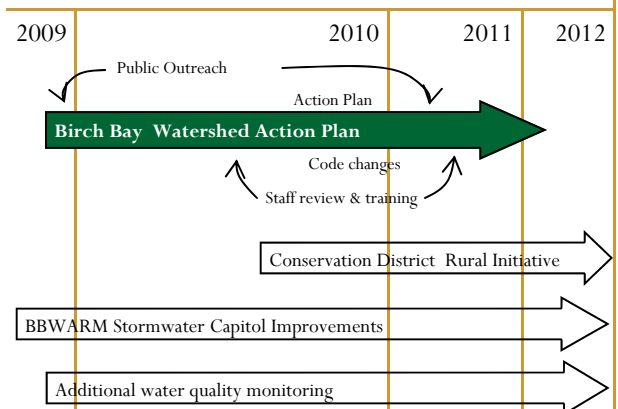 2009 2010 2011 2012
Public Outreach
Action Plan
Birch Bay Watershed Action Plan
Code changes
Staff review & training
Conservation District Rural Initiative
BBWARM Stormwater Capitol Improvements
Additional water quality monitoring